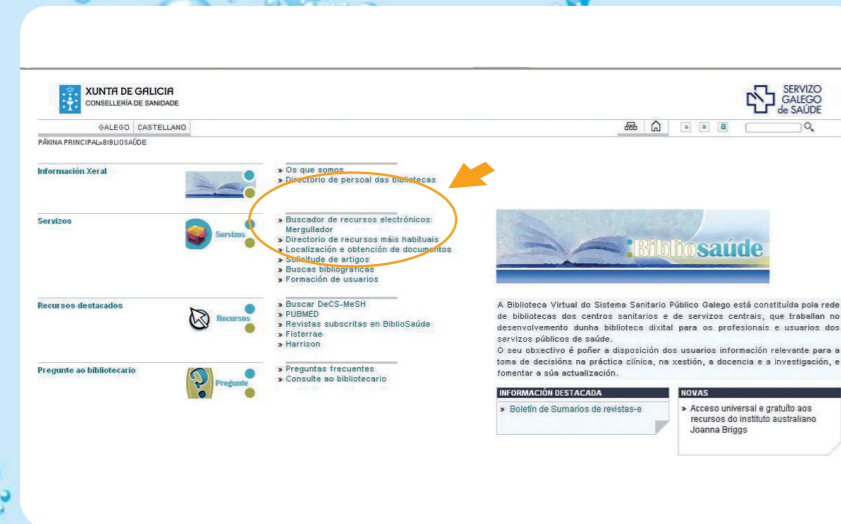 XUNTA DE GALICIA
CONSELLERÍA DE SANIDADE
SERVIZO
GALEGO
de SAÚDE
GALEGO CASTELLANO
a a a
PÁXINA PRINCIPAL»BIBLIOSAÚDE
Información Xeral
» Os que somos
» Directorio de persoal das bibliotecas
Servizos
Servizos
» Buscador de recursos electrónicos:
Mergullador
» Directorio de recursos máis habituais
» Localización e obtención de documentos
» Solicitude de artigos
» Buscas bibliográficas
» Formación de usuarios
Recursos destacados
Recursos
» Buscar DeCS-MeSH
» PUBMED
» Revistas subscritas en BiblioSaúde
» Fisterrae
» Harrison
Pregunte ao bibliotecario
Pregunte
» Preguntas frecuentes
» Consulte ao bibliotecario
Bibliosaúde
A Biblioteca Virtual do Sistema Sanitario Público Galego está constituída pola rede
de bibliotecas dos centros sanitarios e de servizos centrais, que traballan no
desenvolvemento dunha biblioteca dixital para os profesionais e usuarios dos
servizos públicos de saúde.
O seu obxectivo é poñer a disposición dos usuarios información relevante para a
toma de decisións na práctica clínica, na xestión, a docencia e a investigación, e
fomentar a súa actualización.
INFORMACIÓN DESTACADA
» Boletín de Sumarios de revistas-e
NOVAS
» Acceso universal e gratuíto aos
recursos do instituto australiano
Joanna Briggs